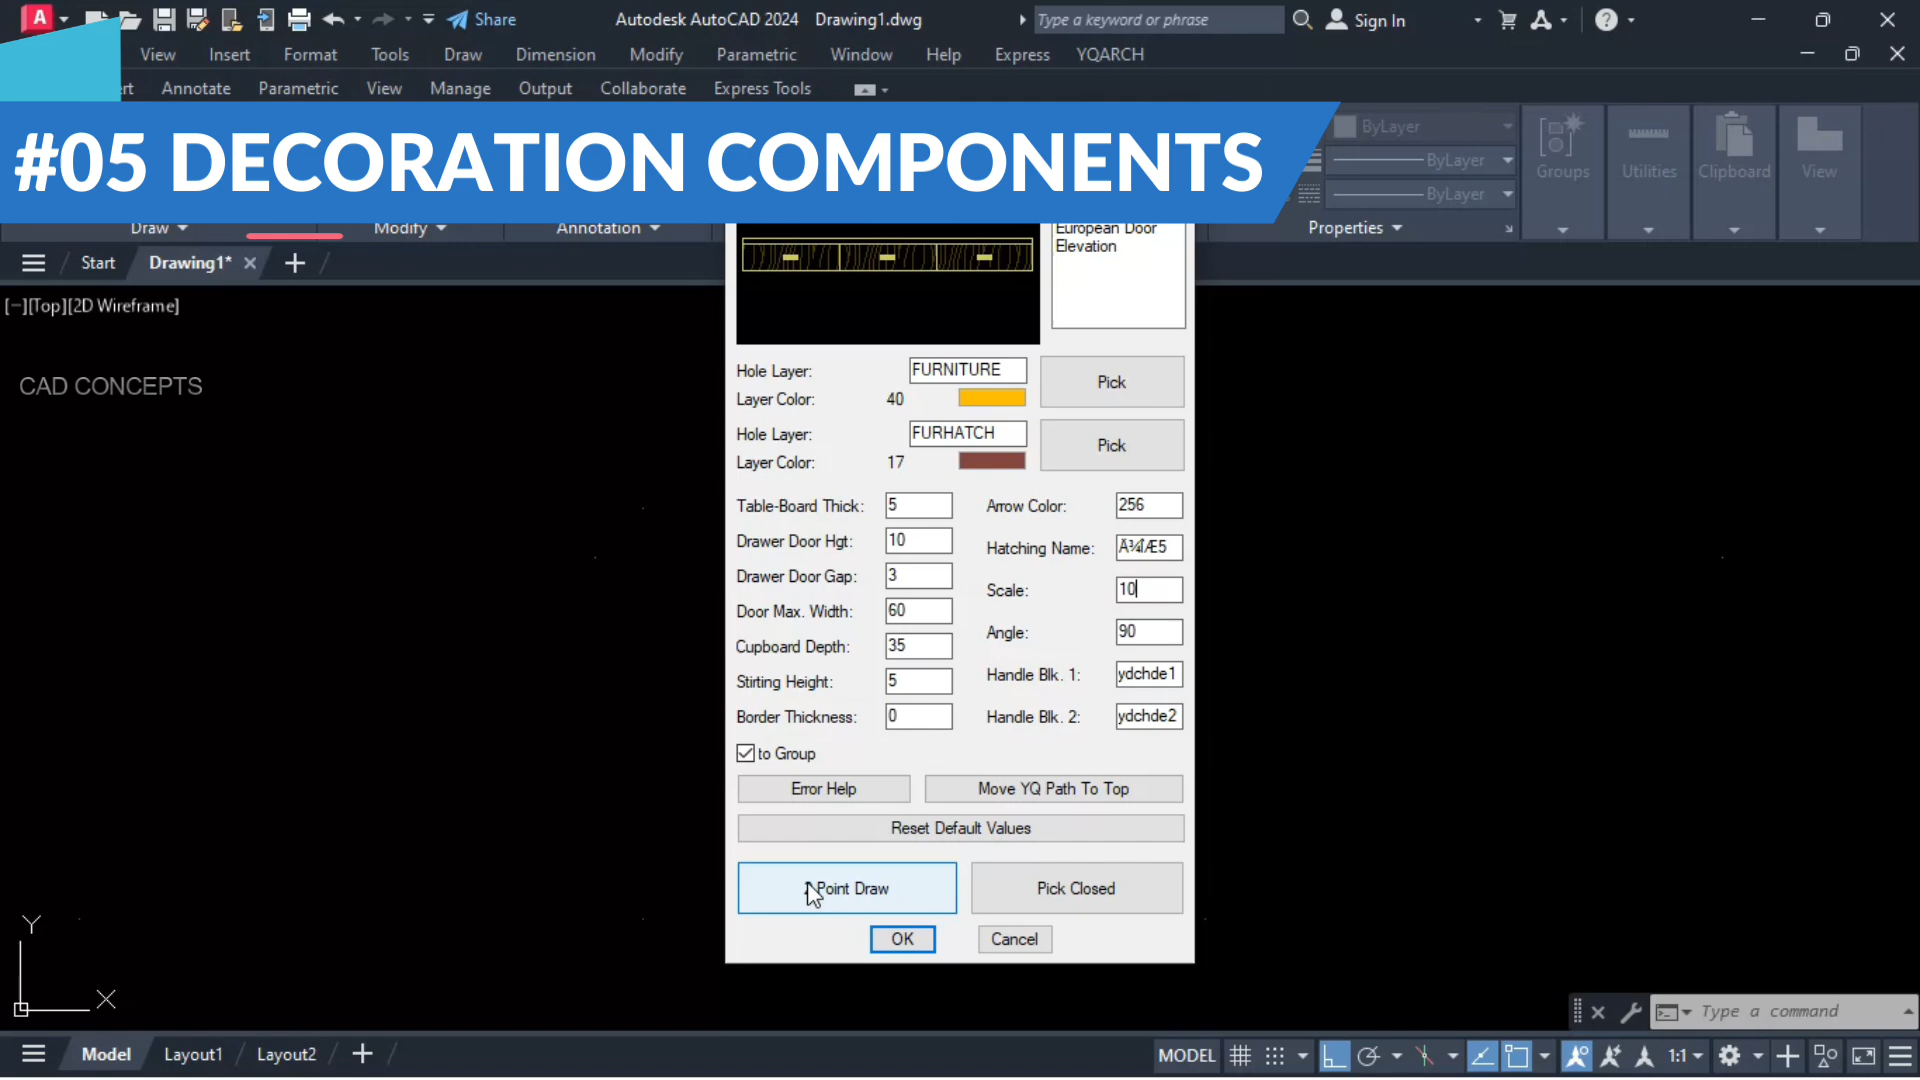 Share
Autodesk AutoCAD 2024 Drawing1.dwg
Type a keyword or phrase
Sign In
View Insert Format Tools Draw Dimension Modify Parametric Window Help Express YQARCH
Annotate Parametric View Manage Output Collaborate Express Tools
#05 DECORATION COMPONENTS
ByLayer
ByLayer
ByLayer
Groups Utilities Clipboard View
Draw Modify Annotation Properties
Start Drawing1*
[−][Top][2D Wireframe]
CAD CONCEPTS
European Door
Elevation
Hole Layer: FURNITURE Pick
Layer Color: 40
Hole Layer: FURHATCH Pick
Layer Color: 17
Table-Board Thick: 5 Arrow Color: 256
Drawer Door Hgt: 10 Hatching Name: Ä¾ÎÆ5
Drawer Door Gap: 3 Scale: 10
Door Max. Width: 60 Angle: 90
Cupboard Depth: 35 Handle Blk. 1: ydchde1
Stirting Height: 5 Handle Blk. 2: ydchde2
Border Thickness: 0
to Group
Error Help Move YQ Path To Top
Reset Default Values
Point Draw Pick Closed
OK Cancel
Y
X
Type a command
Model Layout1 Layout2
MODEL 1:1